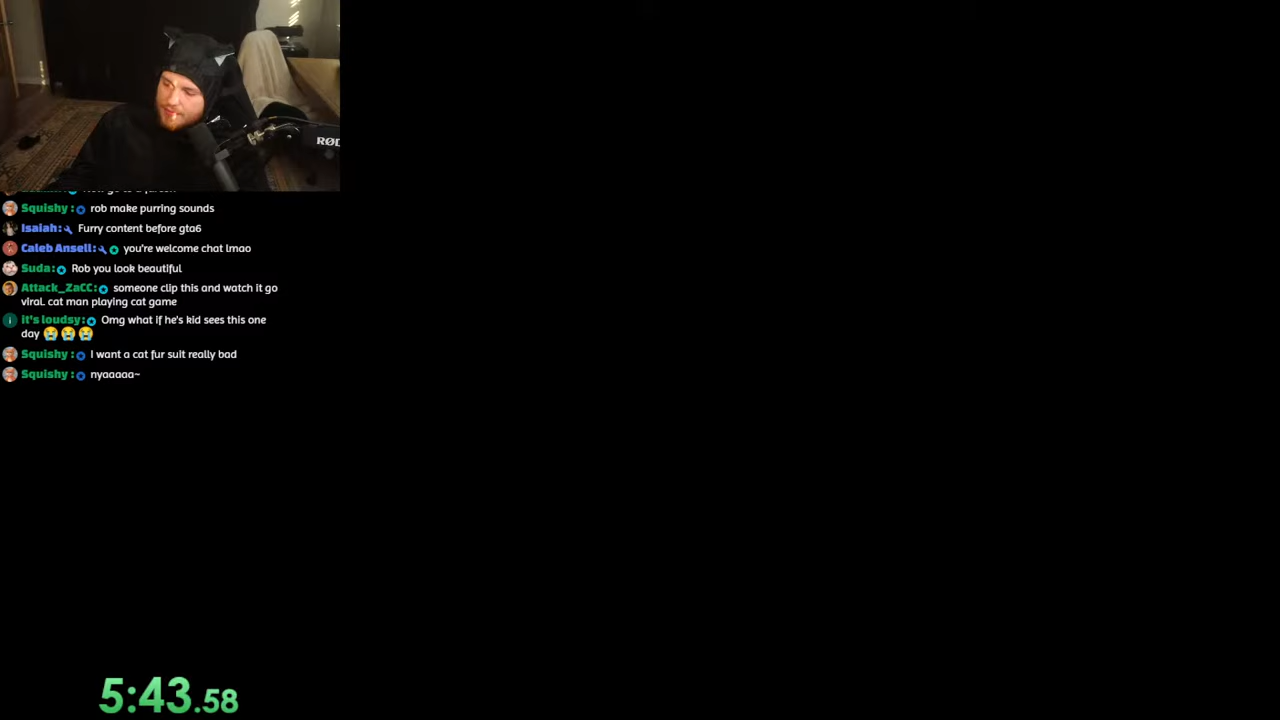 RØD
Squishy : rob make purring sounds
Isaiah: Furry content before gta6
Caleb Ansell: you're welcome chat lmao
Suda: Rob you look beautiful
Attack_ZaCC: someone clip this and watch it go
viral. cat man playing cat game
it's loudsy: Omg what if he's kid sees this one
day 😭😭😭
Squishy : I want a cat fur suit really bad
Squishy : nyaaaaa~
5:43.58